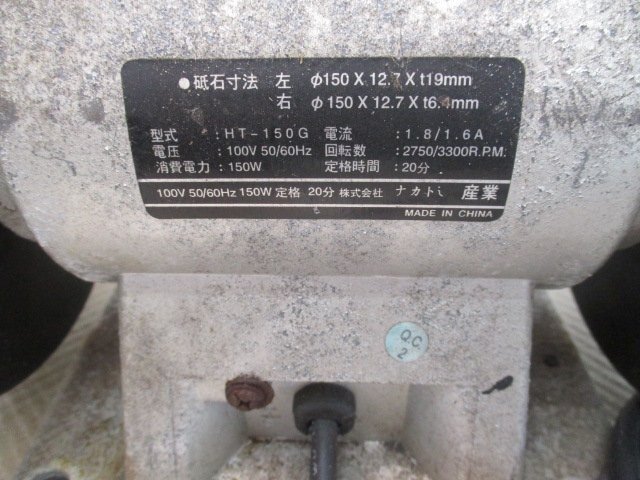 ●砥石寸法 左 φ150 X 12.7 X t19mm
右 φ150 X 12.7 X t6.4mm
型式 : HT-150G 電流 : 1.8/1.6A
電圧 : 100V 50/60Hz 回転数 : 2750/3300R.P.M.
消費電力 : 150W 定格時間 : 20分
100V 50/60Hz 150W 定格 20分 株式会社 ナカトミ 産業
MADE IN CHINA
Q.C
2